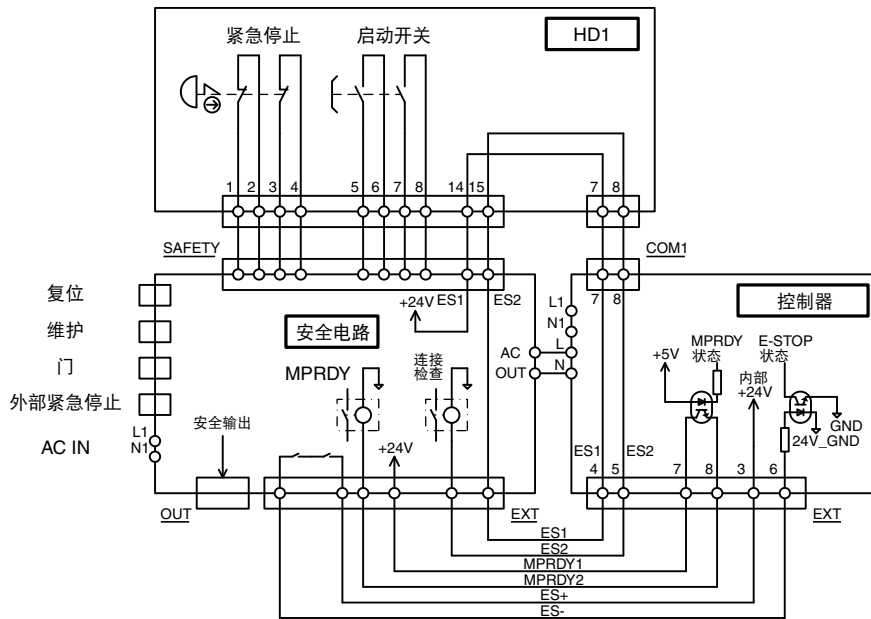 紧急停止
启动开关
HD1
1 2 3 4 5 6 7 8 14 15 7 8
SAFETY
COM1
复位
维护
门
外部紧急停止
AC IN
L1
N1
+24V
ES1
ES2
安全电路
MPRDY
连接
检查
AC
OUT
L1
N1
L
N
7 8
控制器
+5V
MPRDY
状态
E-STOP
状态
内部
+24V
GND
24V_GND
安全输出
+24V
ES1
ES2
4 5 7 8 3 6
OUT
EXT
EXT
ES1
ES2
MPRDY1
MPRDY2
ES+
ES-